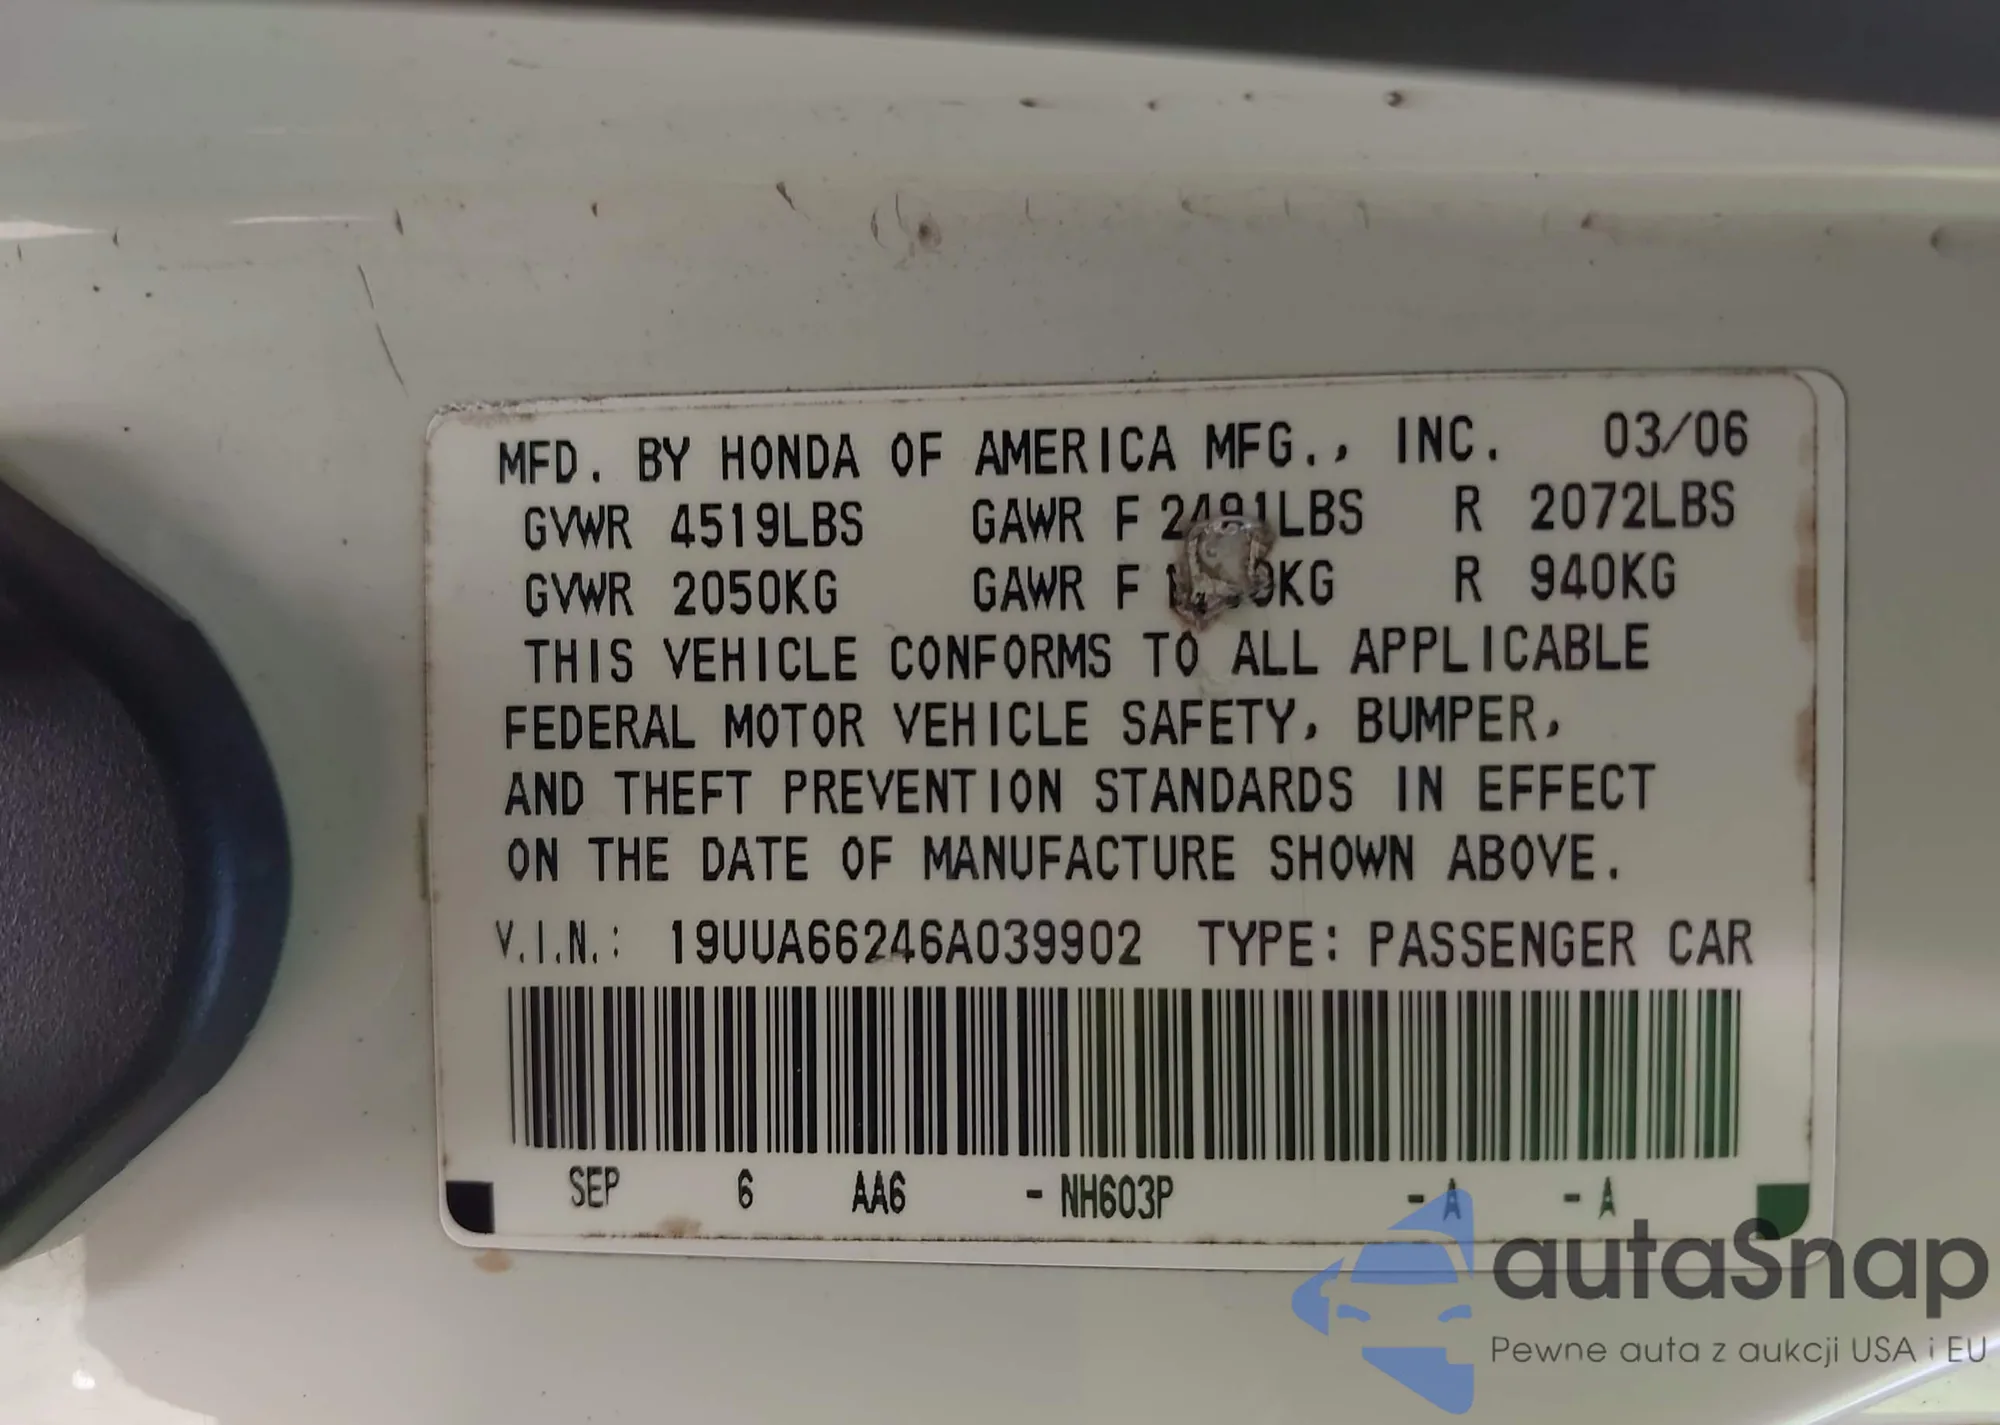 MFD. BY HONDA OF AMERICA MFG., INC. 03/06
GVWR 4519LBS GAWR F 2491LBS R 2072LBS
GVWR 2050KG GAWR F R 940KG
THIS VEHICLE CONFORMS TO ALL APPLICABLE
FEDERAL MOTOR VEHICLE SAFETY, BUMPER,
AND THEFT PREVENTION STANDARDS IN EFFECT
ON THE DATE OF MANUFACTURE SHOWN ABOVE.
V.I.N.: 19UUA66246A039902 TYPE: PASSENGER CAR
SEP 6 AA6 - NH603P - A - A
autaSnap
Pewne auta z aukcji USA i EU